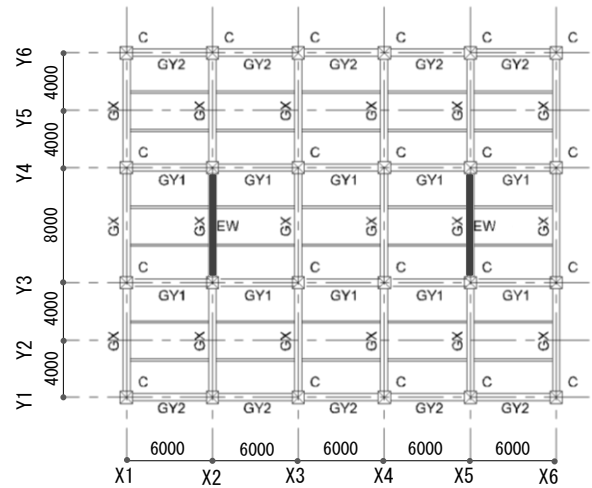 C C C C C C
Y6
GY2 GY2 GY2 GY2 GY2
4000
Y5
GX GX GX GX GX GX
4000
C C C C C C
Y4
GY1 GY1 GY1 GY1 GY1
8000
GX GX EW GX GX GX EW GX
C C C C C C
Y3
GY1 GY1 GY1 GY1 GY1
4000
Y2
GX GX GX GX GX GX
4000
C C C C C C
Y1
GY2 GY2 GY2 GY2 GY2
6000 6000 6000 6000 6000
X1 X2 X3 X4 X5 X6